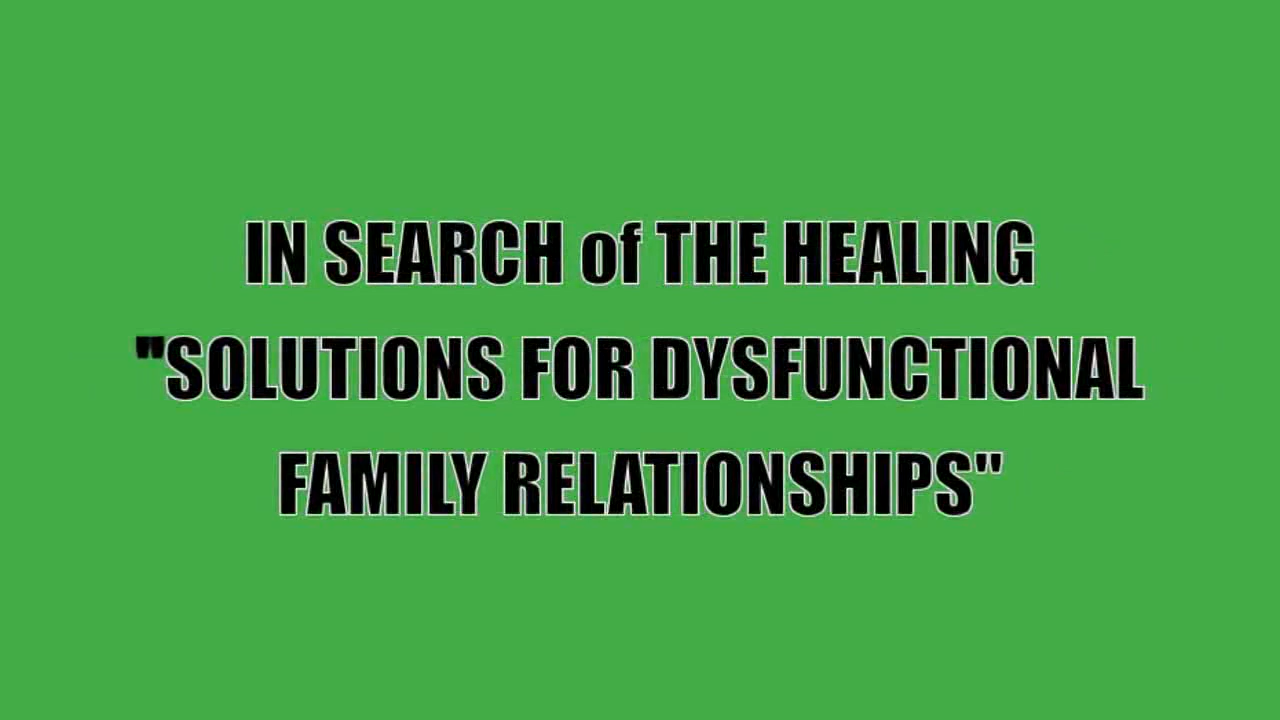 IN SEARCH of THE HEALING
"SOLUTIONS FOR DYSFUNCTIONAL
FAMILY RELATIONSHIPS"